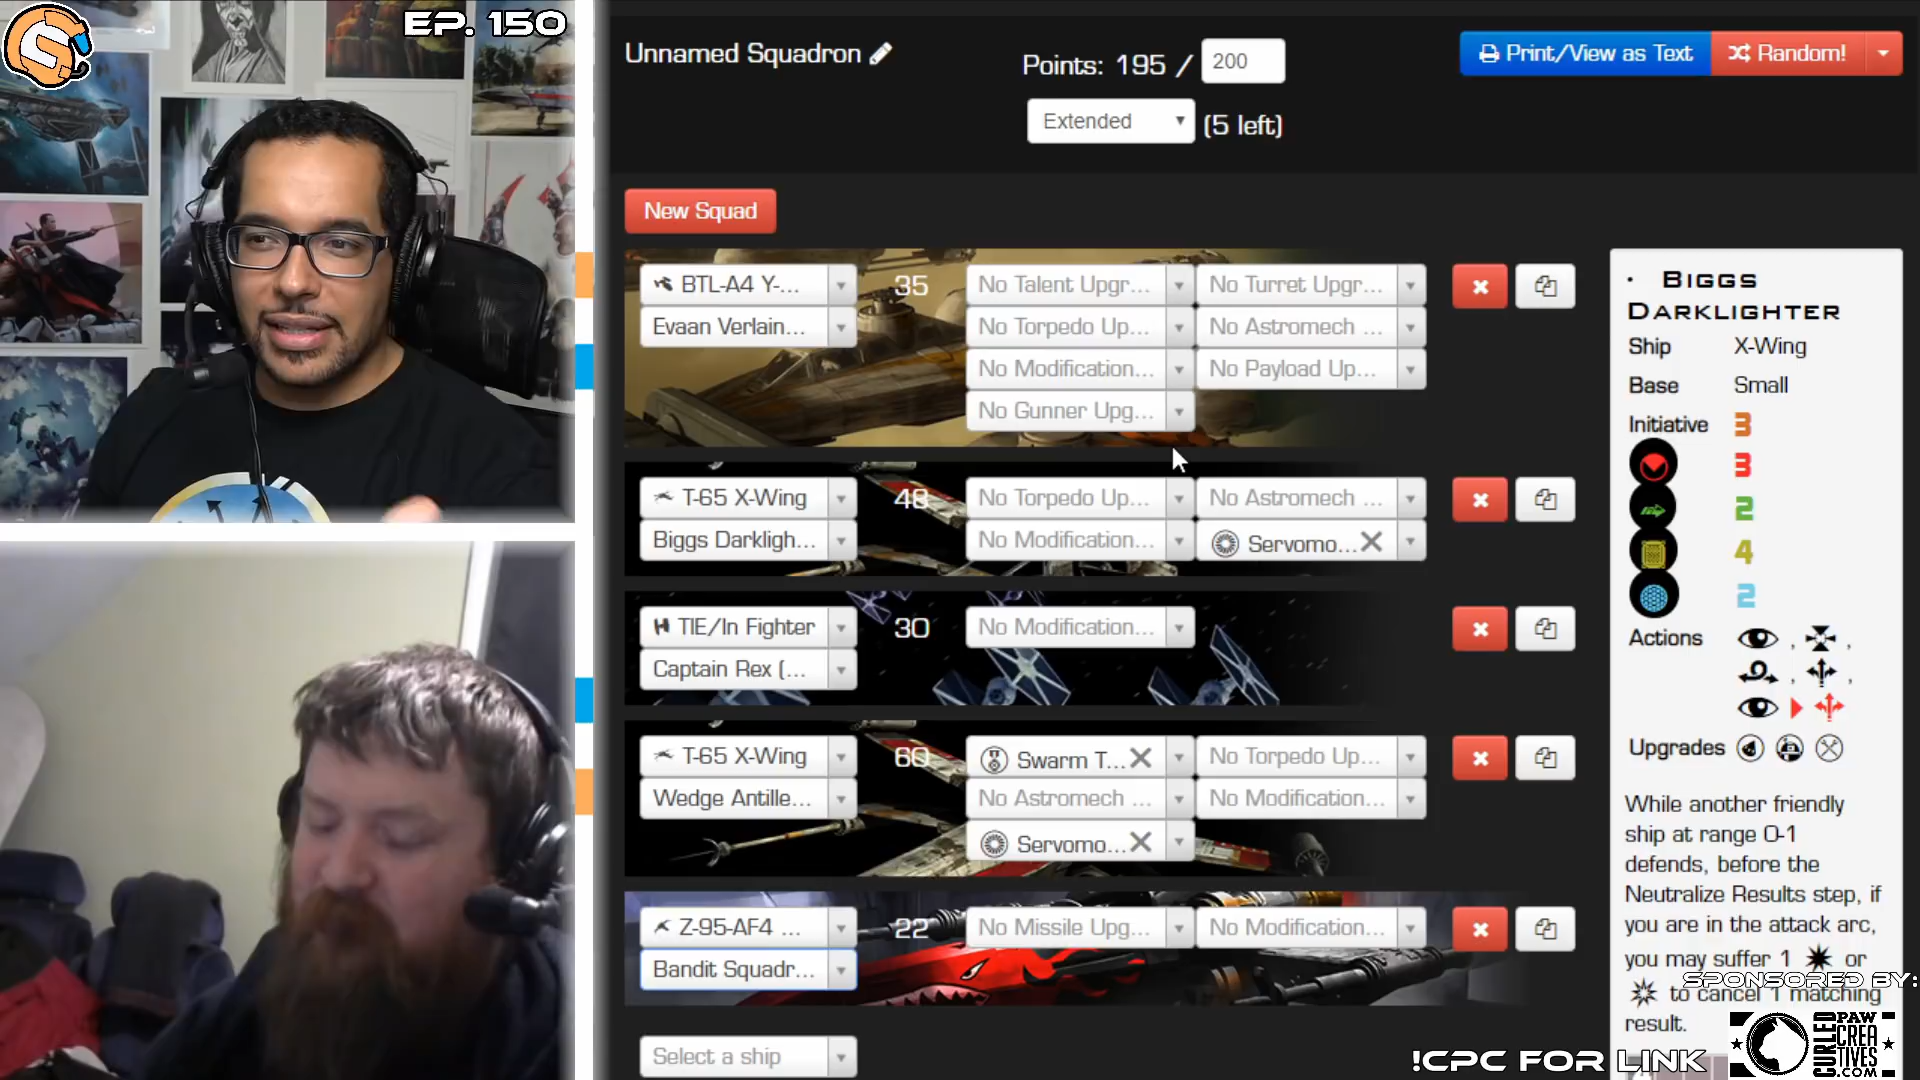 EP. 150
Unnamed Squadron
Points: 195 / 200
Print/View as Text
Random!
Extended
(5 left)
New Squad
BTL-A4 Y-...
35
No Talent Upgr...
No Turret Upgr...
Evaan Verlain...
No Torpedo Up...
No Astromech ...
No Modification...
No Payload Up...
No Gunner Upg...
T-65 X-Wing
48
No Torpedo Up...
No Astromech ...
Biggs Darkligh...
No Modification...
Servomo...
TIE/ln Fighter
30
No Modification...
Captain Rex (...
T-65 X-Wing
60
Swarm T...
No Torpedo Up...
Wedge Antille...
No Astromech ...
No Modification...
Servomo...
Z-95-AF4 ...
22
No Missile Upg...
No Modification...
Bandit Squadr...
Select a ship
· BIGGS
DARKLIGHTER
Ship X-Wing
Base Small
Initiative 3
3
2
4
2
Actions
Upgrades
While another friendly
ship at range 0-1
defends, before the
Neutralize Results step, if
you are in the attack arc,
you may suffer 1 or
to cancel 1 matching
result.
SPONSORED BY:
!CPC FOR LINK
CURLED
PAW
CREA
TIVES
.COM